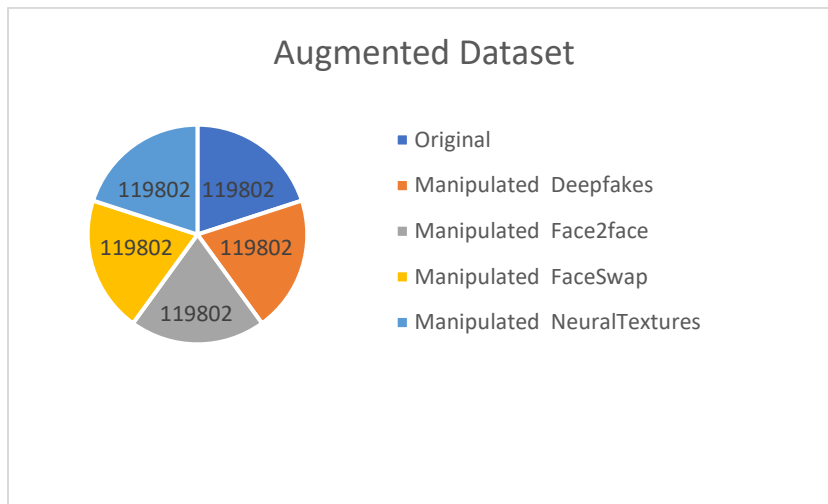 Augmented Dataset
119802 119802
119802 119802
119802
Original
Manipulated Deepfakes
Manipulated Face2face
Manipulated FaceSwap
Manipulated NeuralTextures